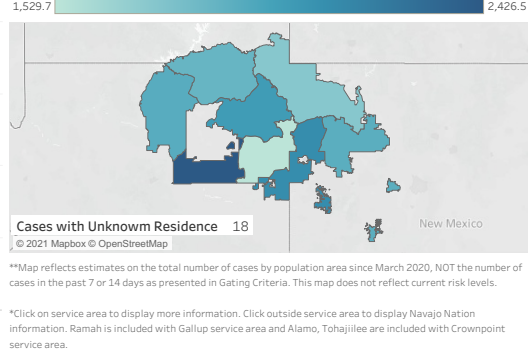 1,529.7 2,426.5
Cases with Unknowm Residence 18
New Mexico
© 2021 Mapbox © OpenStreetMap
**Map reflects estimates on the total number of cases by population area since March 2020, NOT the number of
cases in the past 7 or 14 days as presented in Gating Criteria. This map does not reflect current risk levels.
*Click on service area to display more information. Click outside service area to display Navajo Nation
information. Ramah is included with Gallup service area and Alamo, Tohajiilee are included with Crownpoint
service area.